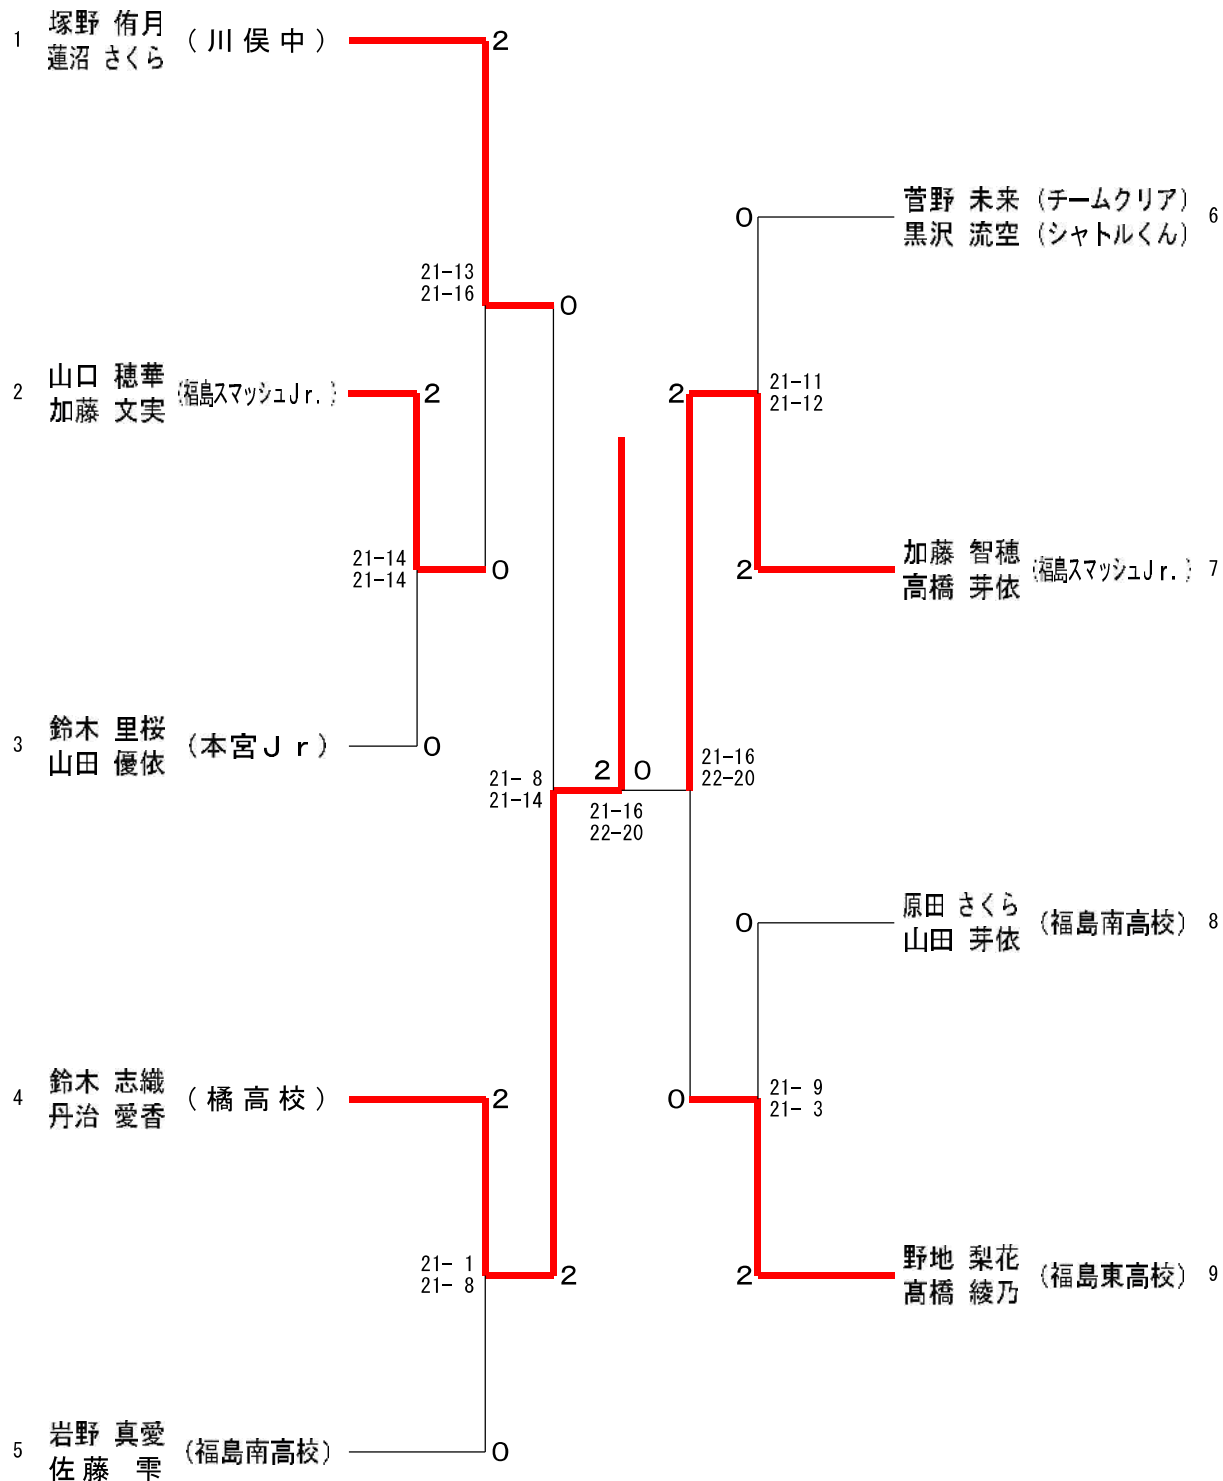 1 塚野 侑月 (川俣中) 2
蓮沼 さくら
21-13
21-16
0
2 山口 穂華 (福島スマッシュJr.) 2
加藤 文実
21-14
21-14
0
3 鈴木 里桜 (本宮Jr) 0
山田 優依
21- 8
21-14
2 0
21-16
22-20
4 鈴木 志織 (橘高校) 2
丹治 愛香
21- 1
21- 8
2
5 岩野 真愛 (福島南高校) 0
佐藤 雫
0 菅野 未来 (チームクリア) 6
黒沢 流空 (シャトルくん)
2
21-11
21-12
2 加藤 智穂 (福島スマッシュJr.) 7
高橋 芽依
21-16
22-20
0 原田 さくら (福島南高校) 8
山田 芽依
0
21- 9
21- 3
2 野地 梨花 (福島東高校) 9
髙橋 綾乃